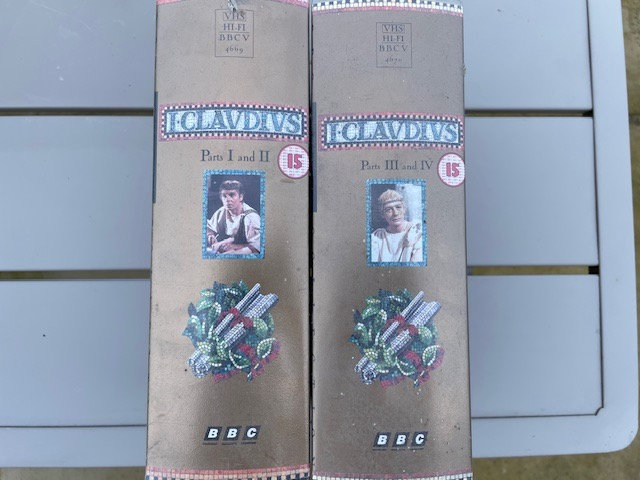 VHS
HI-FI
BBCV
4669
I·CLAVDIVS
Parts I and II
15
BBC
VHS
HI-FI
BBCV
4670
I·CLAVDIVS
Parts III and IV
15
BBC